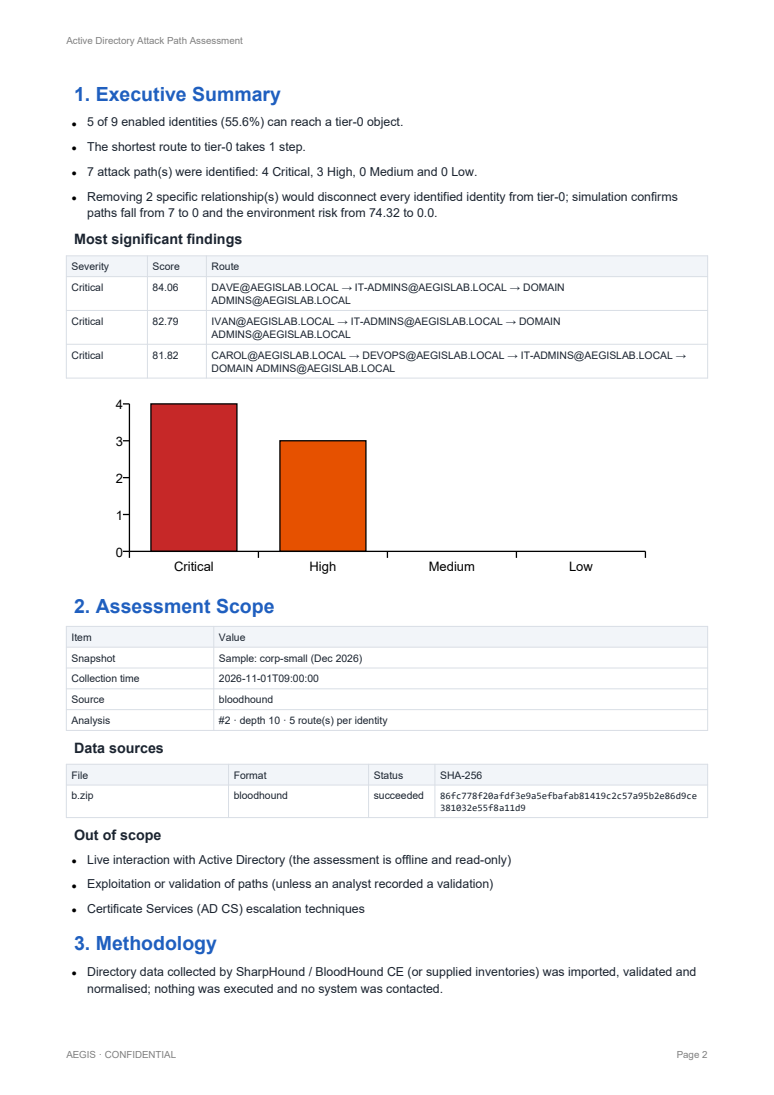 Active Directory Attack Path Assessment
1. Executive Summary
• 5 of 9 enabled identities (55.6%) can reach a tier-0 object.
• The shortest route to tier-0 takes 1 step.
• 7 attack path(s) were identified: 4 Critical, 3 High, 0 Medium and 0 Low.
• Removing 2 specific relationship(s) would disconnect every identified identity from tier-0; simulation confirms
paths fall from 7 to 0 and the environment risk from 74.32 to 0.0.
Most significant findings
Severity Score Route
Critical 84.06 DAVE@AEGISLAB.LOCAL → IT-ADMINS@AEGISLAB.LOCAL → DOMAIN
ADMINS@AEGISLAB.LOCAL
Critical 82.79 IVAN@AEGISLAB.LOCAL → IT-ADMINS@AEGISLAB.LOCAL → DOMAIN
ADMINS@AEGISLAB.LOCAL
Critical 81.82 CAROL@AEGISLAB.LOCAL → DEVOPS@AEGISLAB.LOCAL → IT-ADMINS@AEGISLAB.LOCAL →
DOMAIN ADMINS@AEGISLAB.LOCAL
4
3
2
1
0
Critical High Medium Low
2. Assessment Scope
Item Value
Snapshot Sample: corp-small (Dec 2026)
Collection time 2026-11-01T09:00:00
Source bloodhound
Analysis #2 · depth 10 · 5 route(s) per identity
Data sources
File Format Status SHA-256
b.zip bloodhound succeeded 86fc778f20afdf3e9a5efbafab81419c2c57a95b2e86d9ce
381032e55f8a11d9
Out of scope
• Live interaction with Active Directory (the assessment is offline and read-only)
• Exploitation or validation of paths (unless an analyst recorded a validation)
• Certificate Services (AD CS) escalation techniques
3. Methodology
• Directory data collected by SharpHound / BloodHound CE (or supplied inventories) was imported, validated and
normalised; nothing was executed and no system was contacted.
AEGIS · CONFIDENTIAL Page 2